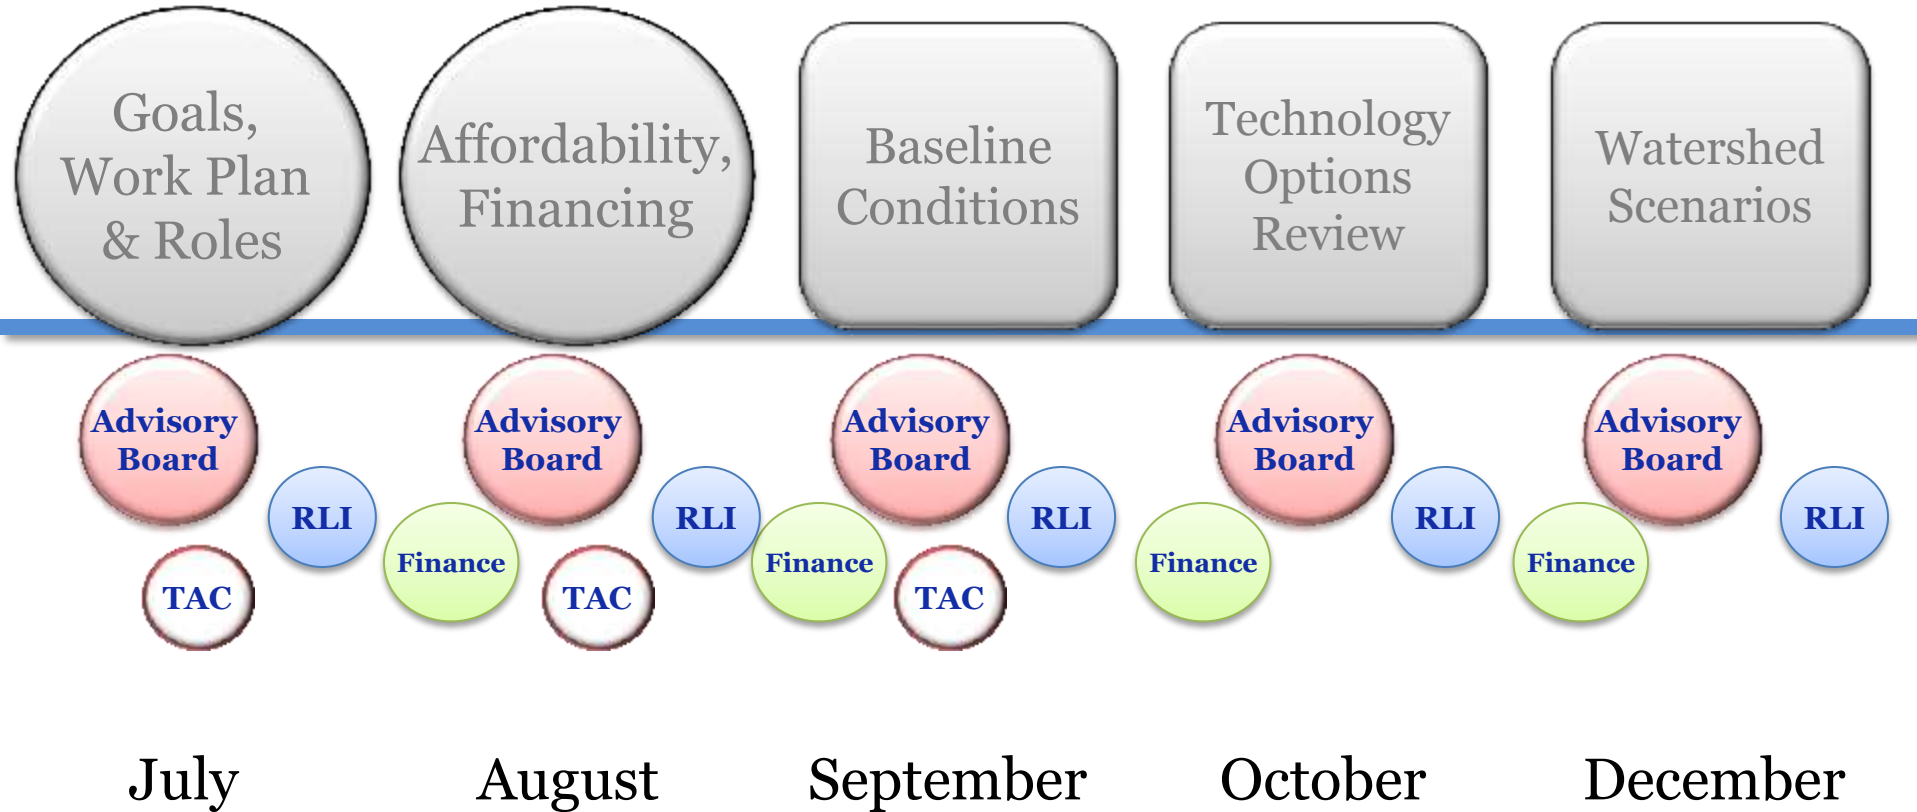 Goals,
Work Plan
& Roles
Affordability,
Financing
Baseline
Conditions
Technology
Options
Review
Watershed
Scenarios
Advisory
Board
RLI
TAC
Finance
Advisory
Board
RLI
TAC
Finance
Advisory
Board
RLI
TAC
Finance
Advisory
Board
RLI
Finance
Advisory
Board
RLI
July
August
September
October
December